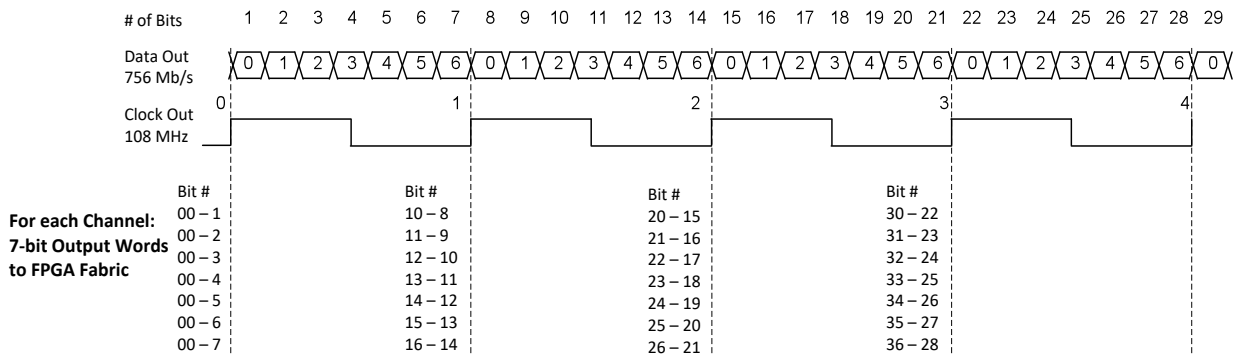 # of Bits 1 2 3 4 5 6 7 8 9 10 11 12 13 14 15 16 17 18 19 20 21 22 23 24 25 26 27 28 29
Data Out
756 Mb/s
0 1 2 3 4 5 6 0 1 2 3 4 5 6 0 1 2 3 4 5 6 0 1 2 3 4 5 6 0
0 1 2 3 4
Clock Out
108 MHz
For each Channel:
7-bit Output Words
to FPGA Fabric
Bit #
00 – 1
00 – 2
00 – 3
00 – 4
00 – 5
00 – 6
00 – 7
Bit #
10 – 8
11 – 9
12 – 10
13 – 11
14 – 12
15 – 13
16 – 14
Bit #
20 – 15
21 – 16
22 – 17
23 – 18
24 – 19
25 – 20
26 – 21
Bit #
30 – 22
31 – 23
32 – 24
33 – 25
34 – 26
35 – 27
36 – 28